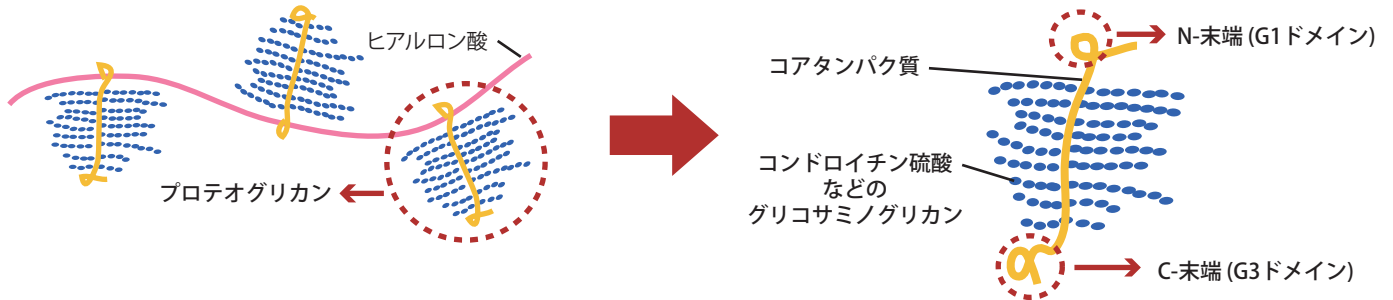 ヒアルロン酸
プロテオグリカン
N-末端 (G1ドメイン)
コアタンパク質
コンドロイチン硫酸
などの
グリコサミノグリカン
C-末端 (G3ドメイン)